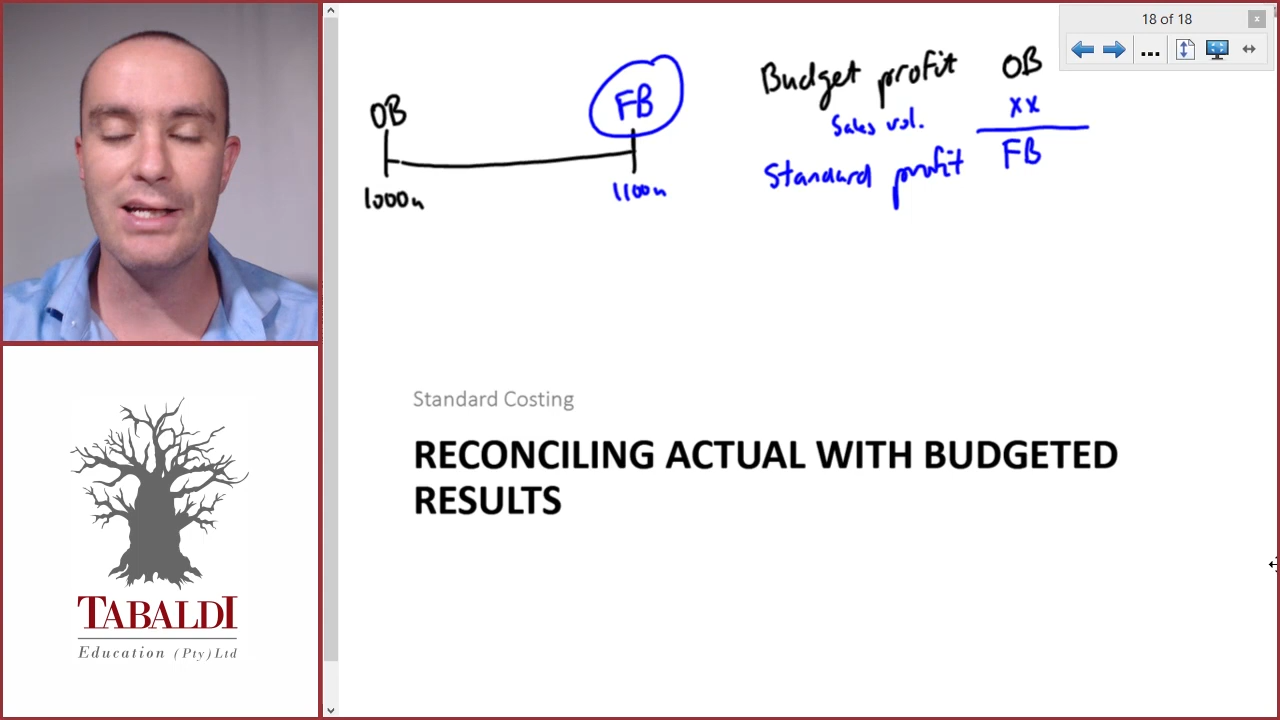 18 of 18
x
...
OB
FB
1000u
1100u
Budget profit OB
Sales vol. xx
Standard profit FB
Standard Costing
RECONCILING ACTUAL WITH BUDGETED
RESULTS
TABALDI
Education (Pty) Ltd